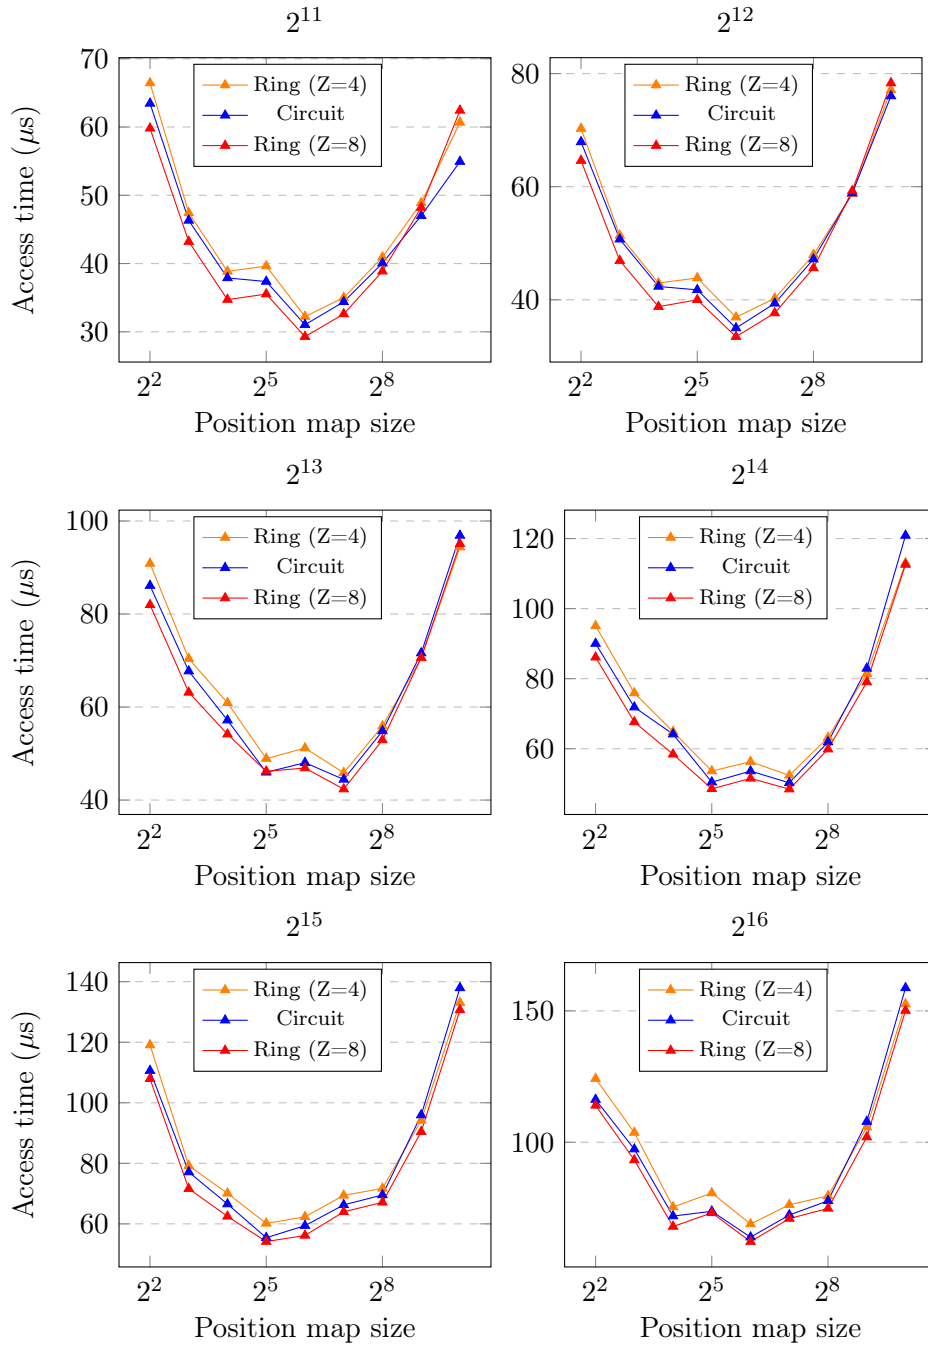 2^11
Access time (μs)
70
60
50
40
30
Ring (Z=4)
Circuit
Ring (Z=8)
2^2
2^5
2^8
Position map size
2^12
80
60
40
Ring (Z=4)
Circuit
Ring (Z=8)
2^2
2^5
2^8
Position map size
2^13
Access time (μs)
100
80
60
40
Ring (Z=4)
Circuit
Ring (Z=8)
2^2
2^5
2^8
Position map size
2^14
120
100
80
60
Ring (Z=4)
Circuit
Ring (Z=8)
2^2
2^5
2^8
Position map size
2^15
Access time (μs)
140
120
100
80
60
Ring (Z=4)
Circuit
Ring (Z=8)
2^2
2^5
2^8
Position map size
2^16
150
100
Ring (Z=4)
Circuit
Ring (Z=8)
2^2
2^5
2^8
Position map size